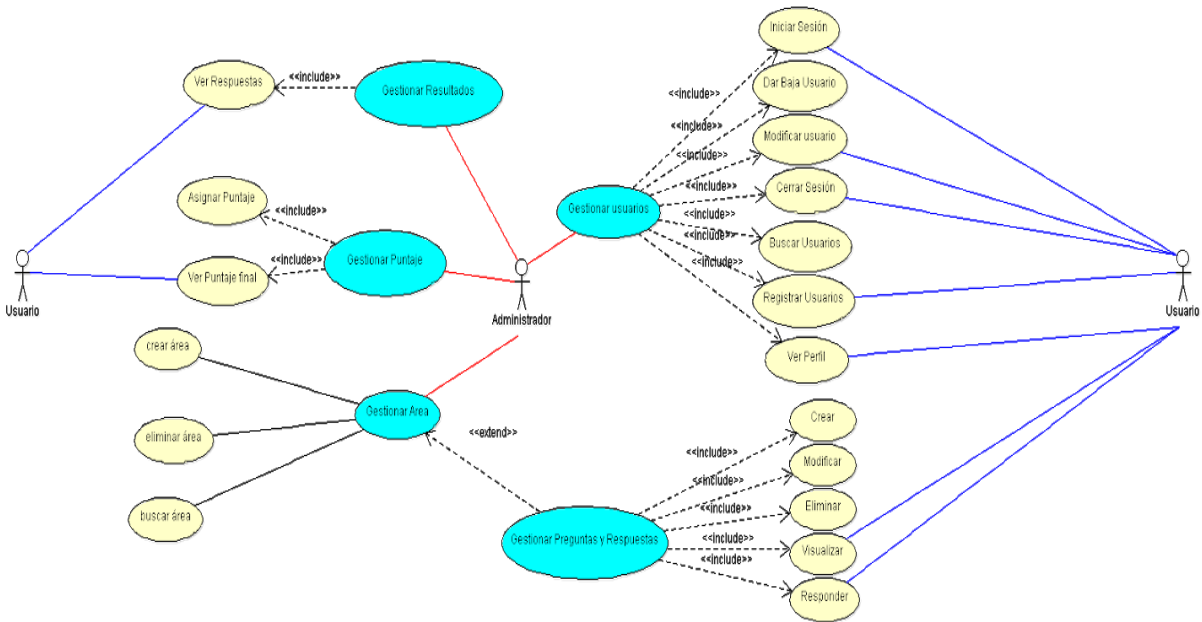 Iniciar Sesión
Ver Respuestas
<<include>>
Gestionar Resultados
Dar Baja Usuario
<<include>>
<<include>>
Modificar usuario
<<include>>
Cerrar Sesión
<<include>>
Asignar Puntaje
<<include>>
Gestionar usuarios
<<include>>
<<include>>
Buscar Usuarios
Gestionar Puntaje
<<include>>
<<include>>
Ver Puntaje final
Registrar Usuarios
Usuario
Administrador
Usuario
crear área
Ver Perfil
Gestionar Area
<<extend>>
Crear
eliminar área
<<include>>
Modificar
<<include>>
buscar área
<<include>>
Eliminar
Gestionar Preguntas y Respuestas
<<include>>
Visualizar
<<include>>
Responder